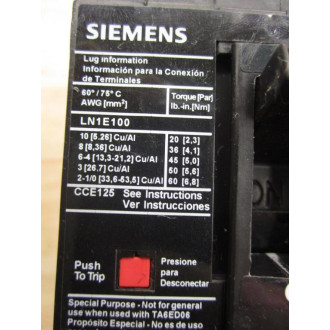 SIEMENS
Lug information
Información para la Conexión
de Terminales
60° / 75° C
AWG [mm²]
Torque [Par]
lb.-in.[Nm]
LN1E100
10 [5.26] Cu/Al 20 [2,3]
8 [8,36] Cu/Al 36 [4,1]
6-4 [13,3-21,2] Cu/Al 45 [5,0]
3 [26,7] Cu/Al 50 [5,6]
2-1/0 [33,6-53,5] Cu/Al 60 [6,8]
CCE125 See Instructions
Ver Instrucciones
Push
To Trip
Presione
para
Desconectar
Special Purpose - Not for general
use when used with TA6ED06
Propósito Especial - No es de uso